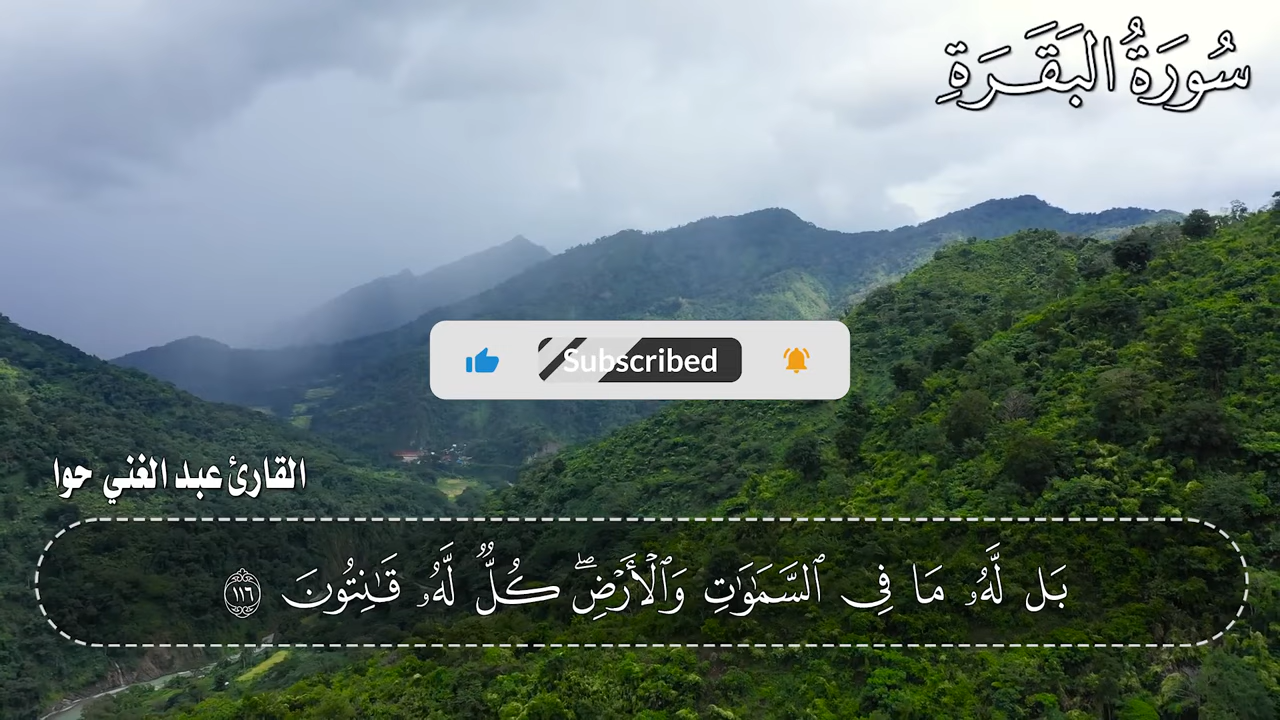 سُورَةُ البَقَرَةِ
Subscribed
القارئ عبد الغني حوا
بَل لَّهُۥ مَا فِي ٱلسَّمَٰوَٰتِ وَٱلۡأَرۡضِۖ كُلّٞ لَّهُۥ قَٰنِتُونَ ١١٦